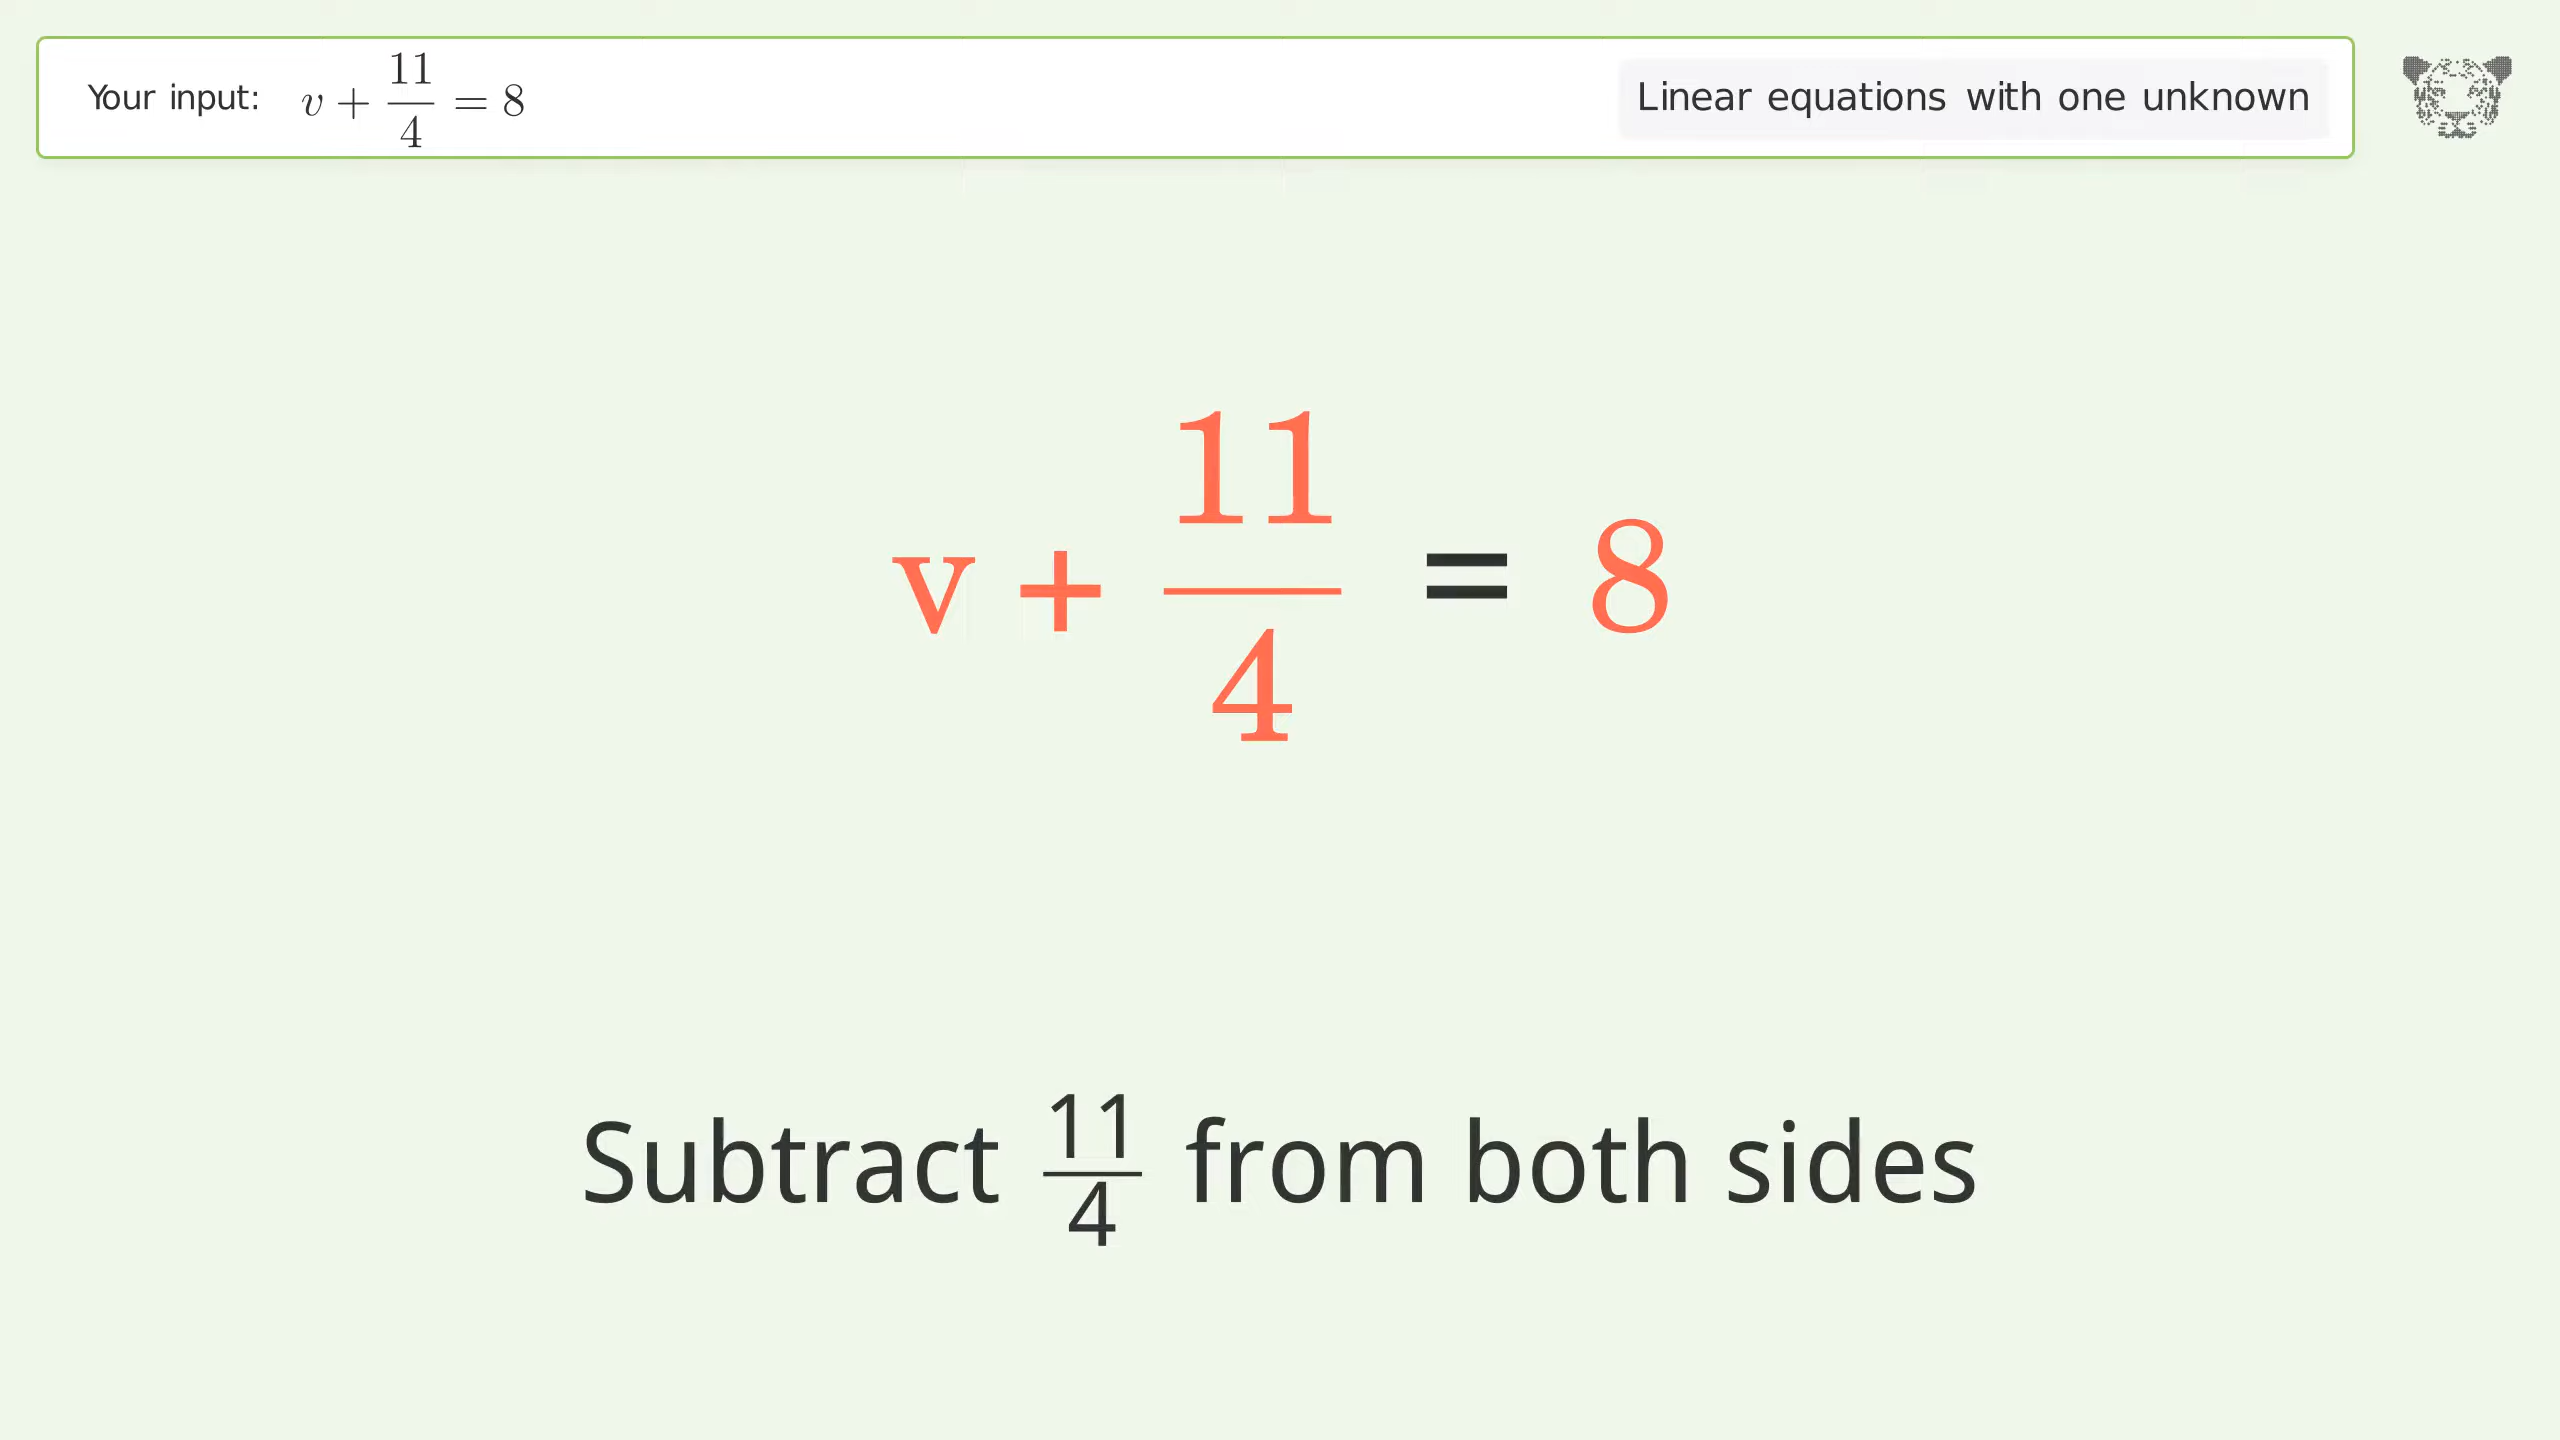 Your input: v + 11/4 = 8
Linear equations with one unknown
v + 11/4 = 8
Subtract 11/4 from both sides